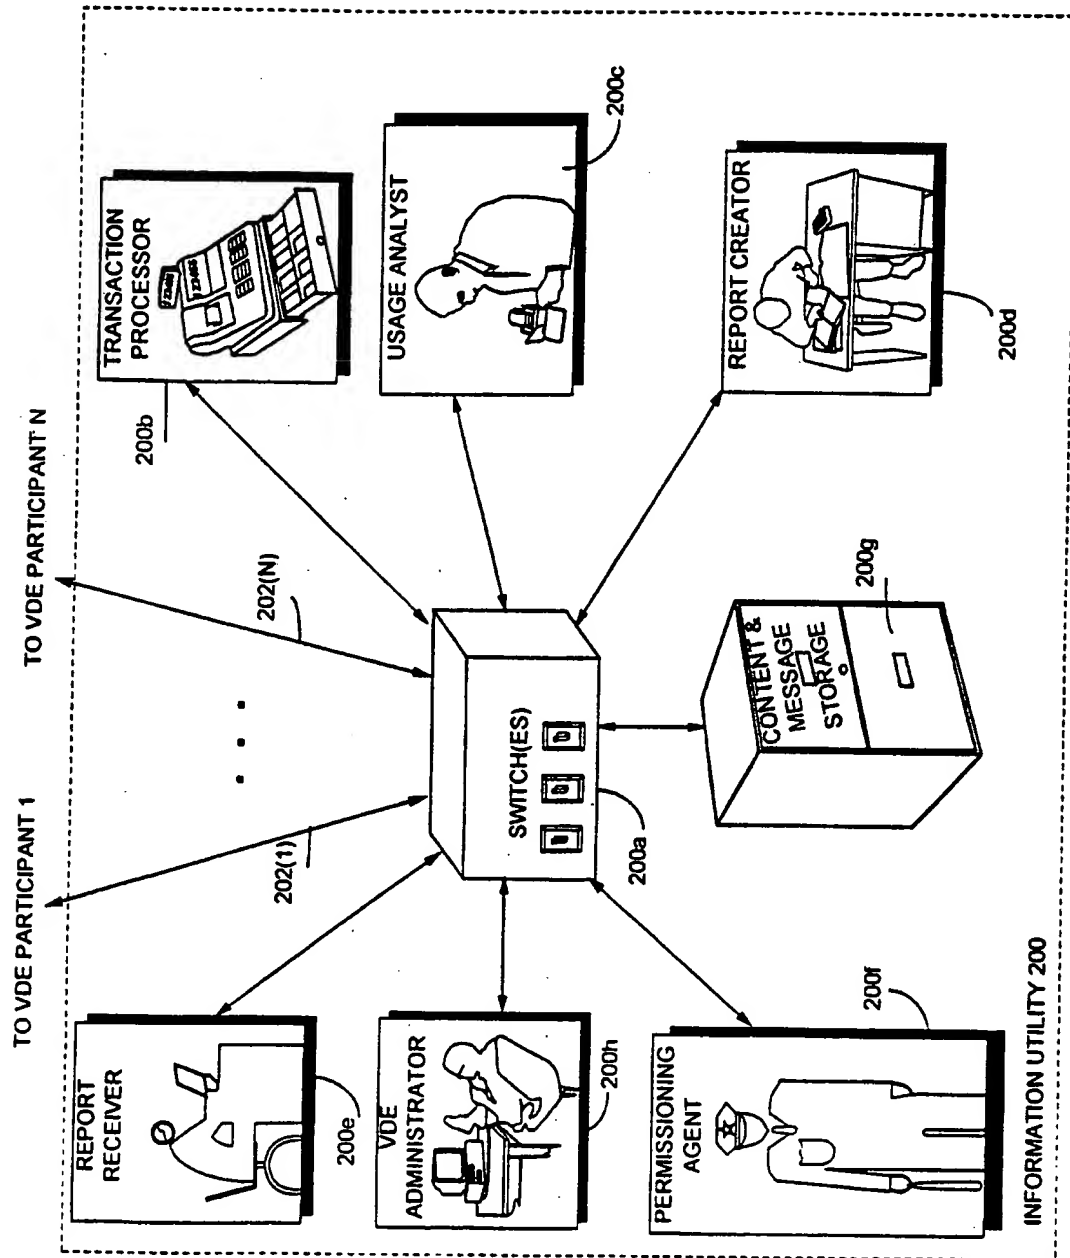 TO VDE PARTICIPANT 1
TO VDE PARTICIPANT N
202(1)
202(N)
REPORT
RECEIVER
200e
TRANSACTION
PROCESSOR
200b
VDE
ADMINISTRATOR
200h
SWITCH(ES)
200a
USAGE ANALYST
200c
PERMISSIONING
AGENT
200f
CONTENT &
MESSAGE
STORAGE
200g
REPORT CREATOR
200d
INFORMATION UTILITY 200